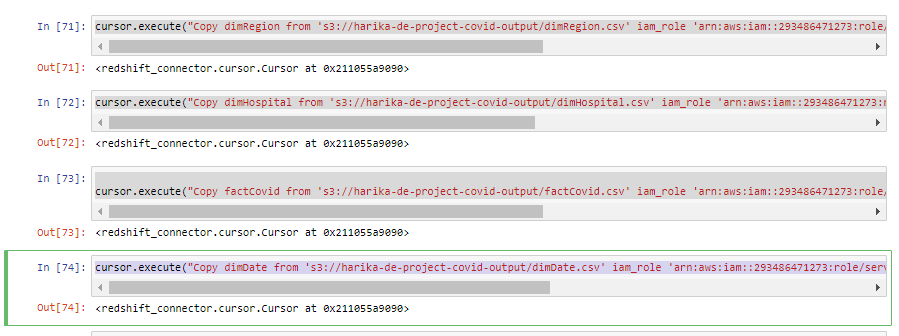 In [71]: cursor.execute("Copy dimRegion from 's3://harika-de-project-covid-output/dimRegion.csv' iam_role 'arn:aws:iam::293486471273:role/
Out[71]: <redshift_connector.cursor.Cursor at 0x211055a9090>
In [72]: cursor.execute("Copy dimHospital from 's3://harika-de-project-covid-output/dimHospital.csv' iam_role 'arn:aws:iam::293486471273:r
Out[72]: <redshift_connector.cursor.Cursor at 0x211055a9090>
In [73]:
cursor.execute("Copy factCovid from 's3://harika-de-project-covid-output/factCovid.csv' iam_role 'arn:aws:iam::293486471273:role/
Out[73]: <redshift_connector.cursor.Cursor at 0x211055a9090>
In [74]: cursor.execute("Copy dimDate from 's3://harika-de-project-covid-output/dimDate.csv' iam_role 'arn:aws:iam::293486471273:role/serv
Out[74]: <redshift_connector.cursor.Cursor at 0x211055a9090>